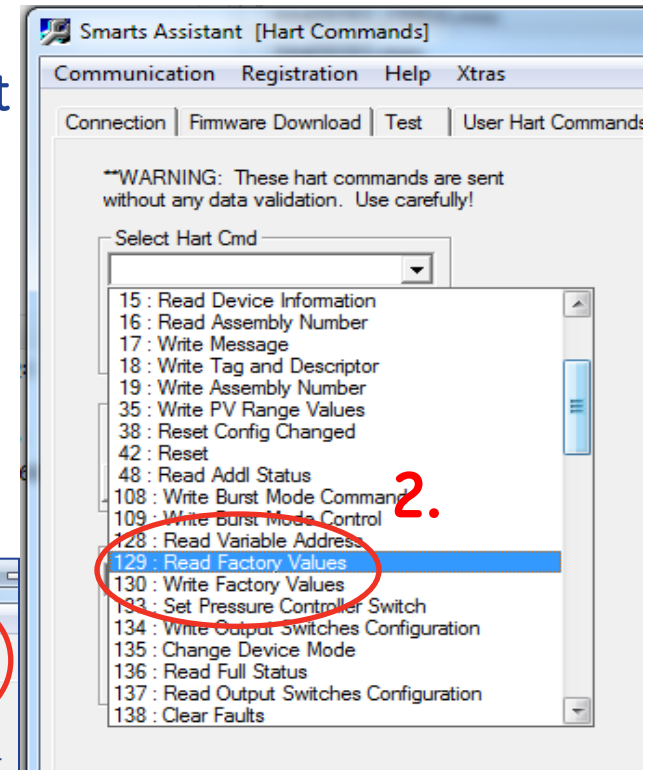 Smarts Assistant [Hart Commands]
Communication Registration Help Xtras
Connection Firmware Download Test User Hart Commands
**WARNING: These hart commands are sent
without any data validation. Use carefully!
Select Hart Cmd
15 : Read Device Information
16 : Read Assembly Number
17 : Write Message
18 : Write Tag and Descriptor
19 : Write Assembly Number
35 : Write PV Range Values
38 : Reset Config Changed
42 : Reset
48 : Read Addl Status
108 : Write Burst Mode Command
2.
109 : Write Burst Mode Control
128 : Read Variable Address
129 : Read Factory Values
130 : Write Factory Values
133 : Set Pressure Controller Switch
134 : Write Output Switches Configuration
135 : Change Device Mode
136 : Read Full Status
137 : Read Output Switches Configuration
138 : Clear Faults